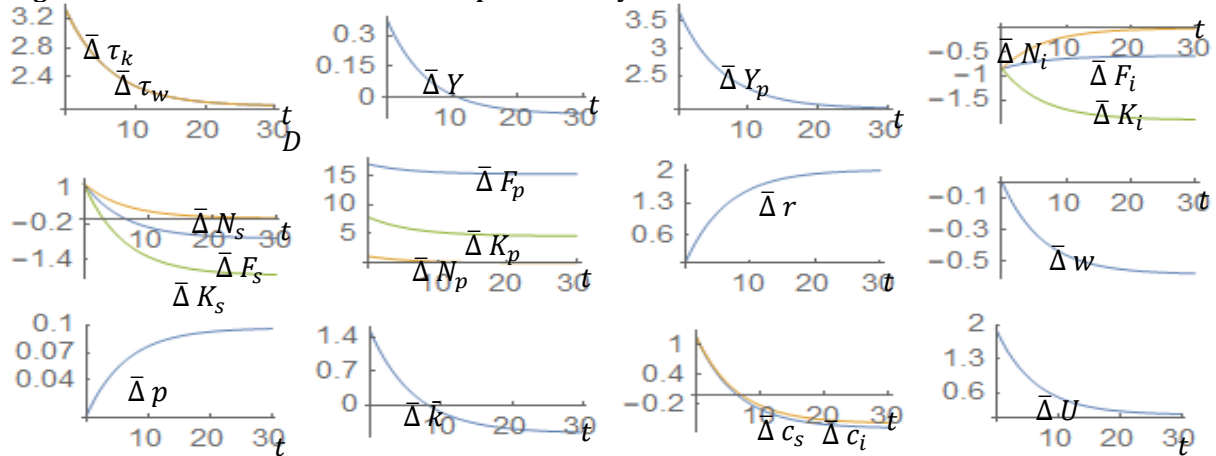 3.2
2.8
2.4
Δ̄ τ_k
Δ̄ τ_w
10 20 30 t
D
0.3
0.15
0
Δ̄ Y
10 20 30 t
3.5
2.5
Δ̄ Y_p
10 20 30 t
−0.5
−1
−1.5
Δ̄ N_i
Δ̄ F_i
Δ̄ K_i
10 20 30 t
1
−0.2
−1.4
Δ̄ N_s
Δ̄ F_s
Δ̄ K_s
10 20 30 t
15
10
5
Δ̄ F_p
Δ̄ K_p
Δ̄ N_p
10 20 30 t
2
1.3
0.6
Δ̄ r
10 20 30 t
−0.1
−0.3
−0.5
Δ̄ w
10 20 30 t
0.1
0.07
0.04
Δ̄ p
10 20 30 t
1.4
0.7
0
Δ̄ k̄
10 20 30 t
1
0.4
−0.2
Δ̄ c_s Δ̄ c_i
10 20 30 t
2
1.3
0.6
Δ̄ U
10 20 30 t